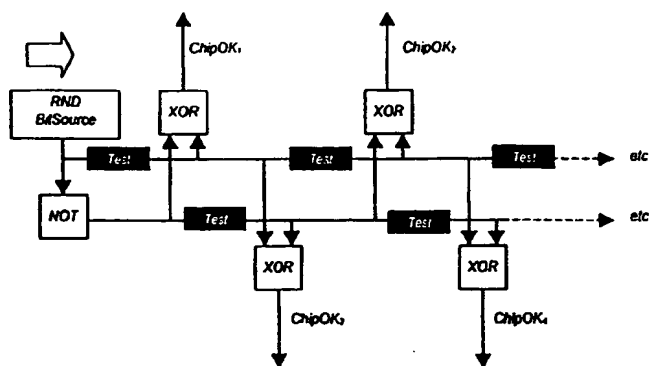 ChipOK₁
ChipOK₂
RND
BitSource
XOR
XOR
Test
Test
Test
etc
NOT
Test
Test
etc
XOR
XOR
ChipOK₃
ChipOK₄